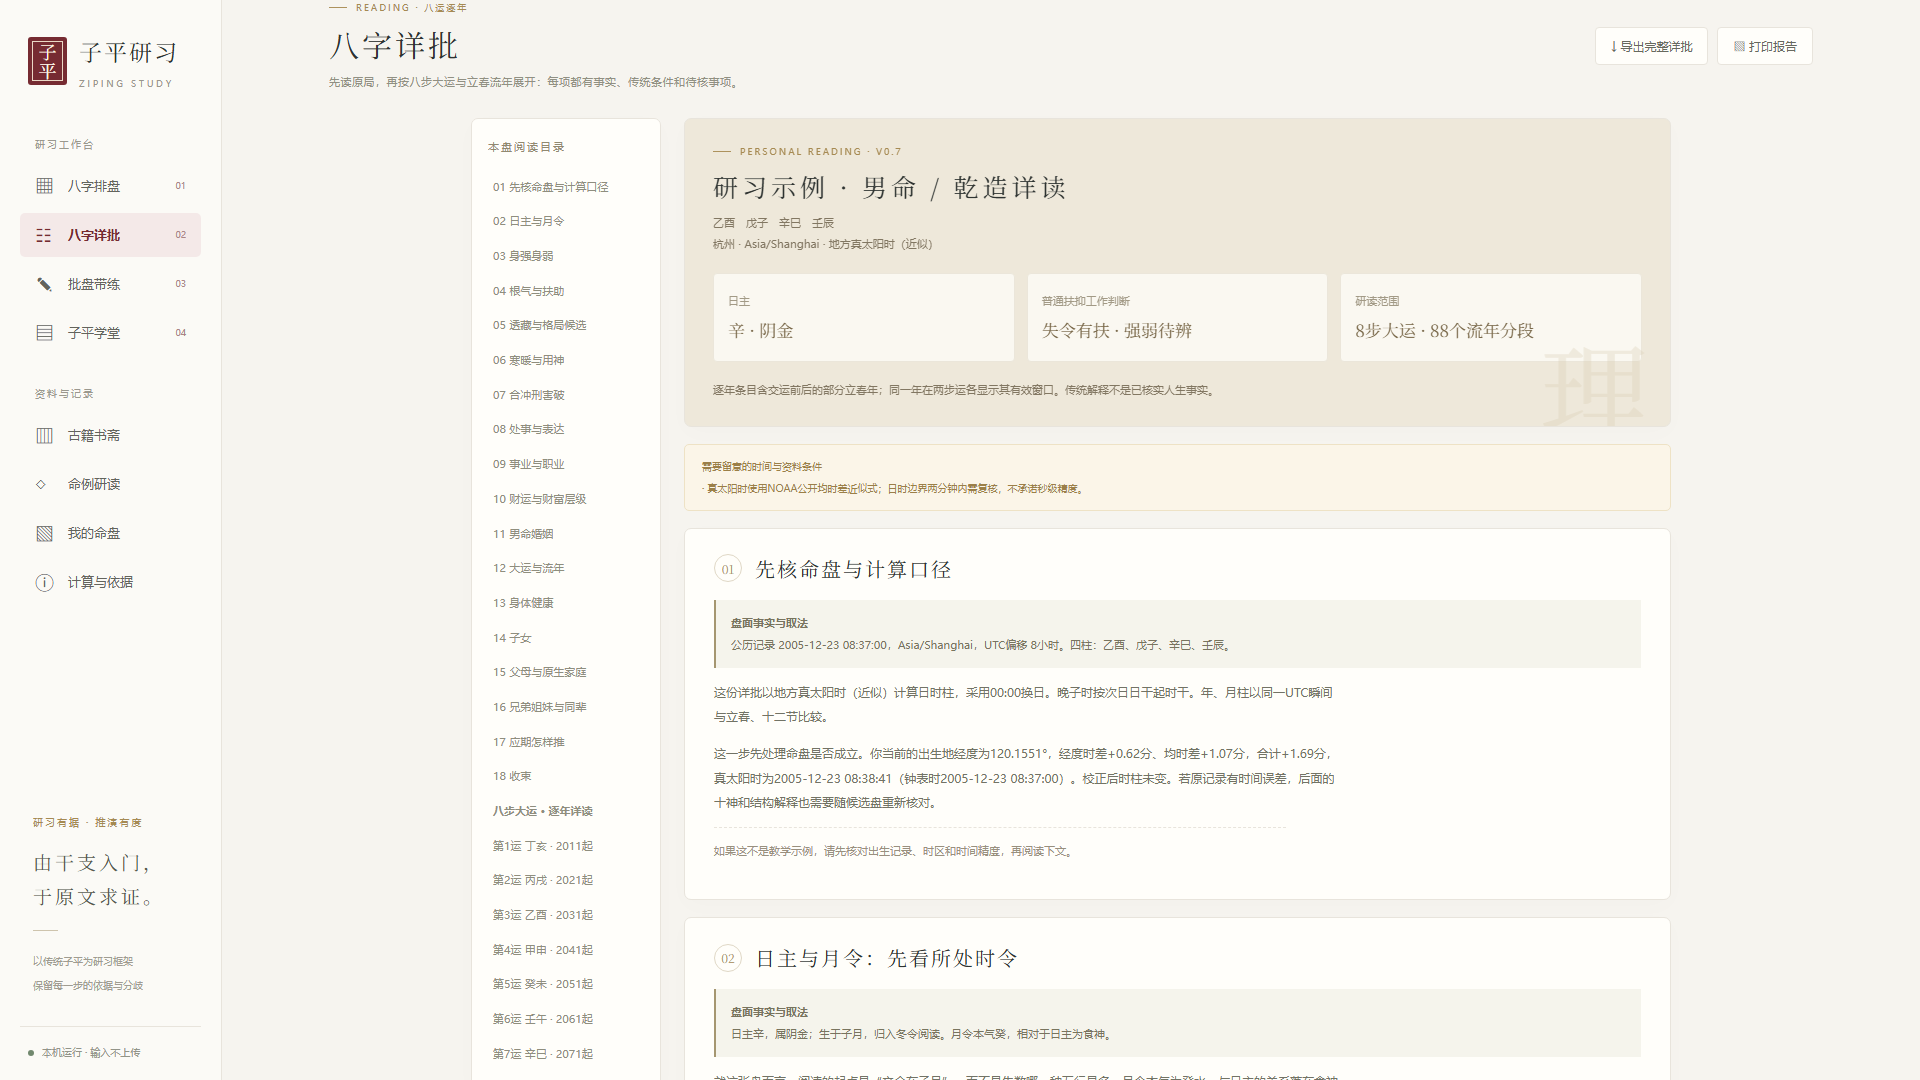 子平
子平研习
ZIPING STUDY
研习工作台
八字排盘 01
八字详批 02
批盘带练 03
子平学堂 04
资料与记录
古籍书斋
命例研读
我的命盘
计算与依据
研习有据 · 推演有度
由干支入门，
于原文求证。
以传统子平为研习框架
保留每一步的依据与分歧
本机运行 · 输入不上传
READING · 八运逐年
八字详批
先读原局，再按八步大运与立春流年展开：每项都有事实、传统条件和待核事项。
↓导出完整详批
打印报告
本盘阅读目录
01 先核命盘与计算口径
02 日主与月令
03 身强身弱
04 根气与扶助
05 透藏与格局候选
06 寒暖与用神
07 合冲刑害破
08 处事与表达
09 事业与职业
10 财运与财富层级
11 男命婚姻
12 大运与流年
13 身体健康
14 子女
15 父母与原生家庭
16 兄弟姐妹与同辈
17 应期怎样推
18 收束
八步大运 · 逐年详读
第1运 丁亥 · 2011起
第2运 丙戌 · 2021起
第3运 乙酉 · 2031起
第4运 甲申 · 2041起
第5运 癸未 · 2051起
第6运 壬午 · 2061起
第7运 辛巳 · 2071起
PERSONAL READING · V0.7
研习示例 · 男命 / 乾造详读
乙酉 戊子 辛巳 壬辰
杭州 · Asia/Shanghai · 地方真太阳时（近似）
日主
辛 · 阴金
普通扶抑工作判断
失令有扶 · 强弱待辨
研读范围
8步大运 · 88个流年分段
理
逐年条目含交运前后的部分立春年；同一年在两步运各显示其有效窗口。传统解释不是已核实人生事实。
需要留意的时间与资料条件
· 真太阳时使用NOAA公开均时差近似式；日时边界两分钟内需复核，不承诺秒级精度。
01 先核命盘与计算口径
盘面事实与取法
公历记录 2005-12-23 08:37:00，Asia/Shanghai，UTC偏移 8小时。四柱：乙酉、戊子、辛巳、壬辰。
这份详批以地方真太阳时（近似）计算日时柱，采用00:00换日。晚子时按次日日干起时干。年、月柱以同一UTC瞬间
与立春、十二节比较。
这一步先处理命盘是否成立。你当前的出生地经度为120.1551°，经度时差+0.62分、均时差+1.07分，合计+1.69分，
真太阳时为2005-12-23 08:38:41（钟表时2005-12-23 08:37:00）。校正后时柱未变。若原记录有时间误差，后面的
十神和结构解释也需要随候选盘重新核对。
如果这不是教学示例，请先核对出生记录、时区和时间精度，再阅读下文。
02 日主与月令：先看所处时令
盘面事实与取法
日主辛，属阴金；生于子月，归入冬令阅读。月令本气癸，相对于日主为食神。